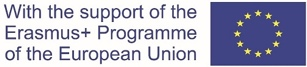 With the support of the
Erasmus+ Programme
of the European Union